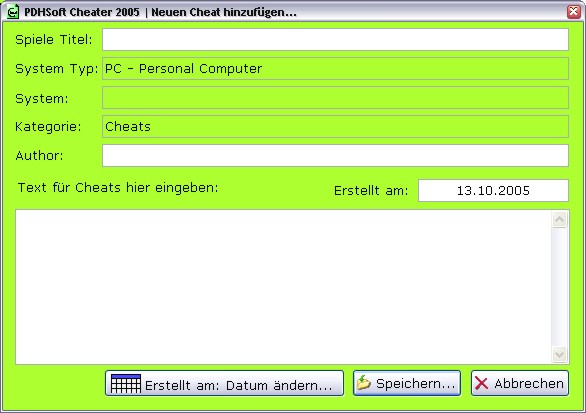 PDHSoft Cheater 2005 | Neuen Cheat hinzufügen...
Spiele Titel:
System Typ: PC - Personal Computer
System:
Kategorie: Cheats
Author:
Text für Cheats hier eingeben: Erstellt am: 13.10.2005
Erstellt am: Datum ändern... Speichern... Abbrechen